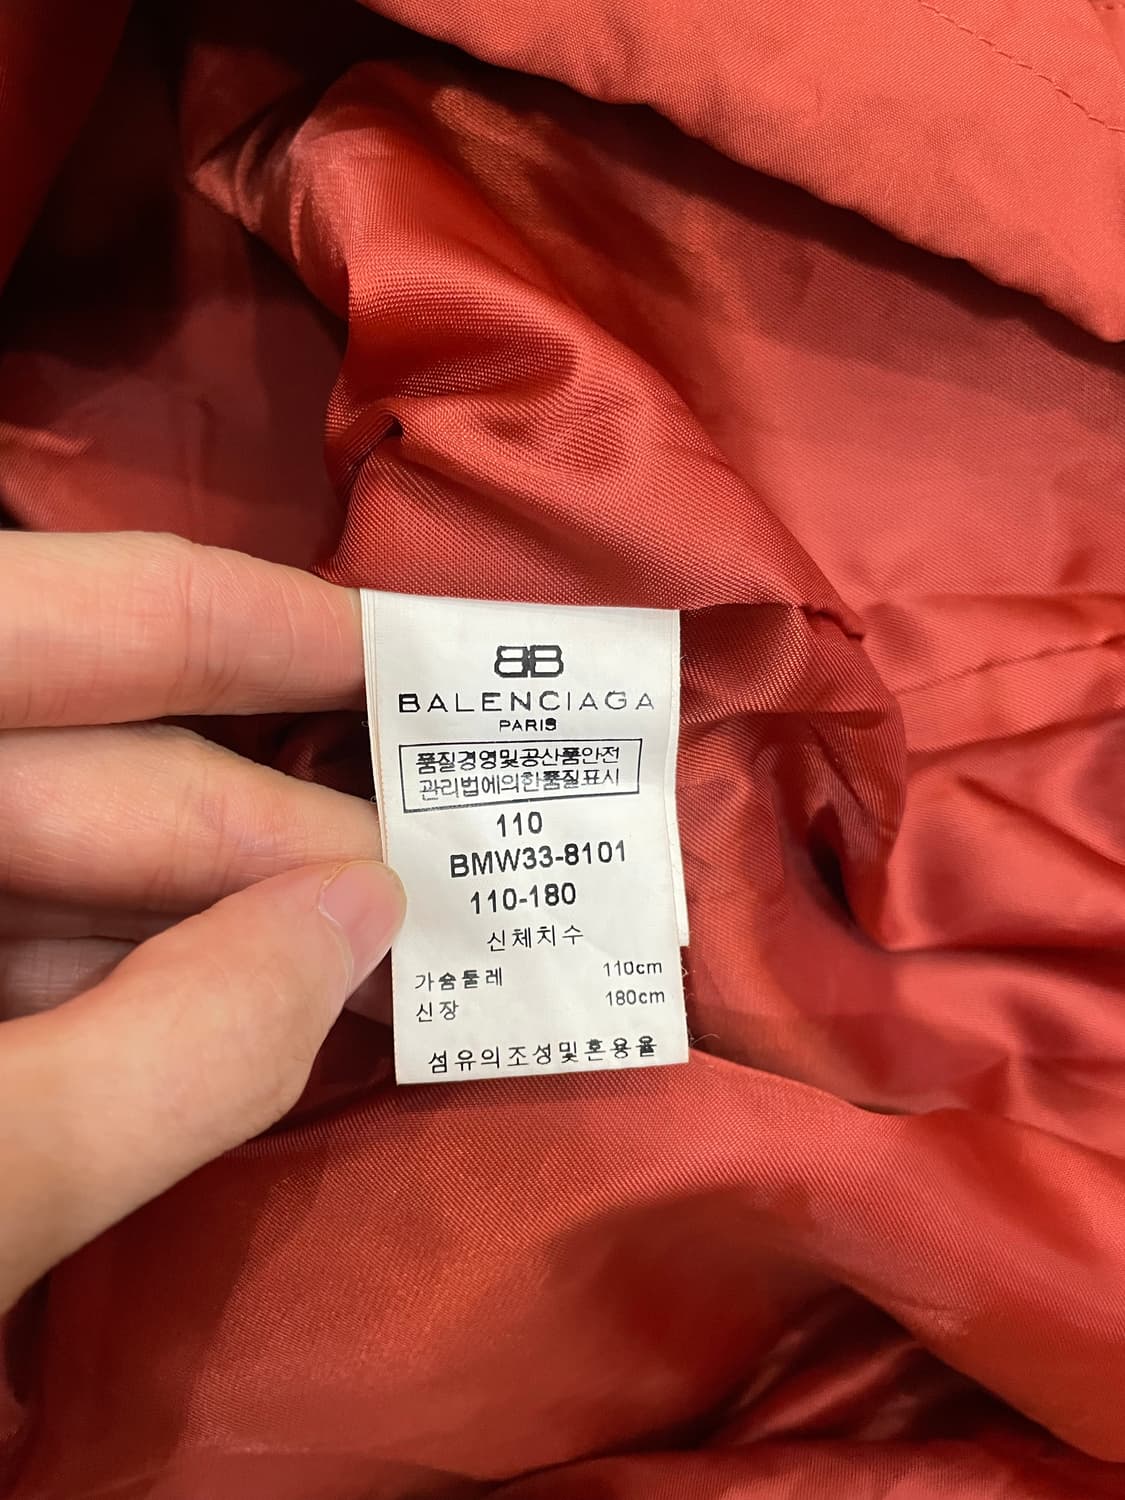 BB
BALENCIAGA
PARIS
품질경영및공산품안전
관리법에의한품질표시
110
BMW33-8101
110-180
신체치수
가슴둘레 110cm
신장 180cm
섬유의조성및혼용율